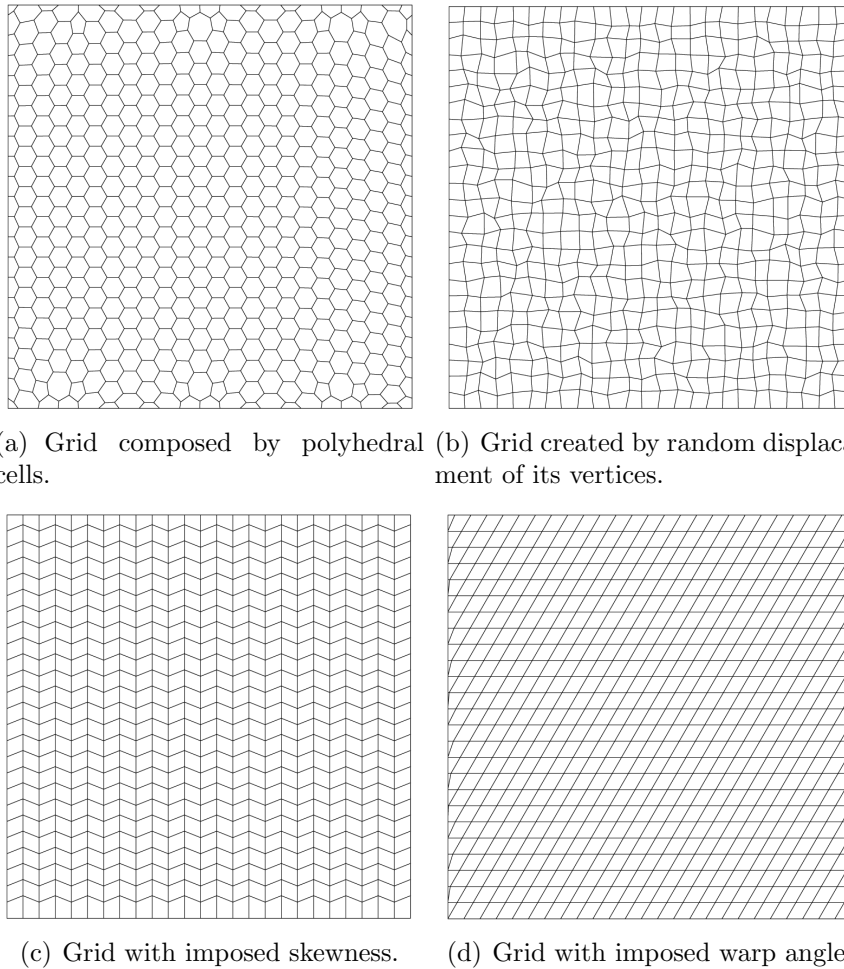 a) Grid composed by polyhedral
cells.
(b) Grid created by random displaca
ment of its vertices.
(c) Grid with imposed skewness.
(d) Grid with imposed warp angle